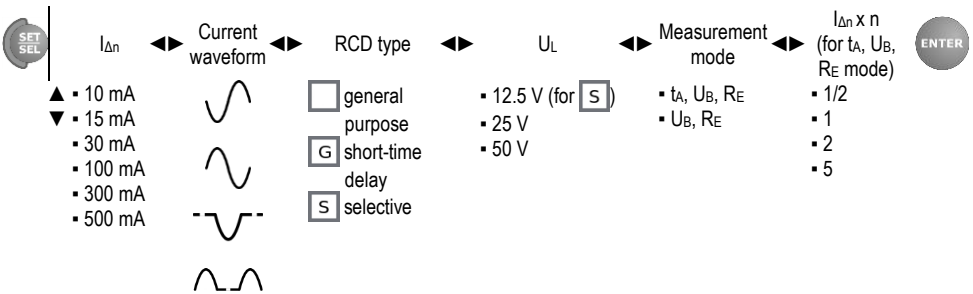 SET
SEL
I∆n ◄► Current waveform ◄► RCD type ◄► UL ◄► Measurement mode ◄► I∆n x n (for tA, UB, RE mode)
ENTER
▲ ▪ 10 mA
▼ ▪ 15 mA
▪ 30 mA
▪ 100 mA
▪ 300 mA
▪ 500 mA
general
purpose
G short-time
delay
S selective
▪ 12.5 V (for S)
▪ 25 V
▪ 50 V
▪ tA, UB, RE
▪ UB, RE
▪ 1/2
▪ 1
▪ 2
▪ 5